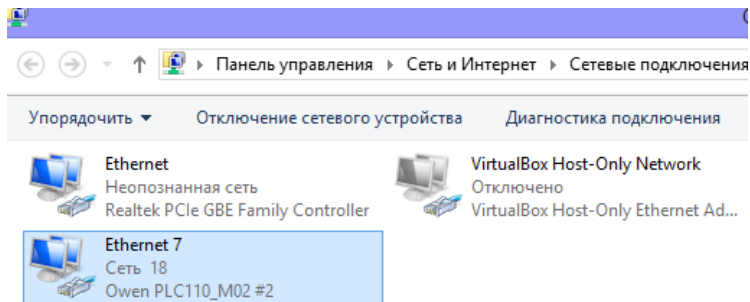 Панель управления ▸ Сеть и Интернет ▸ Сетевые подключения
Упорядочить ▾ Отключение сетевого устройства Диагностика подключения
Ethernet
Неопознанная сеть
Realtek PCIe GBE Family Controller
VirtualBox Host-Only Network
Отключено
VirtualBox Host-Only Ethernet Ad...
Ethernet 7
Сеть 18
Owen PLC110_M02 #2